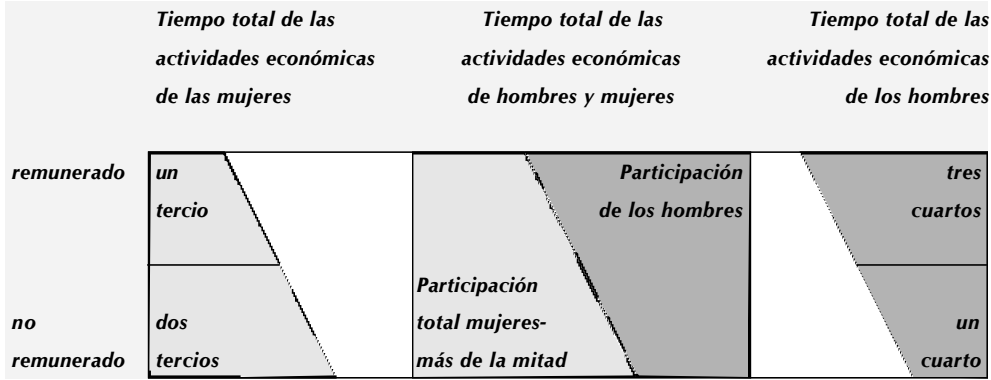 Tiempo total de las
actividades económicas
de las mujeres
Tiempo total de las
actividades económicas
de hombres y mujeres
Tiempo total de las
actividades económicas
de los hombres
remunerado
un
tercio
Participación
de los hombres
tres
cuartos
no
remunerado
dos
tercios
Participación
total mujeres-
más de la mitad
un
cuarto